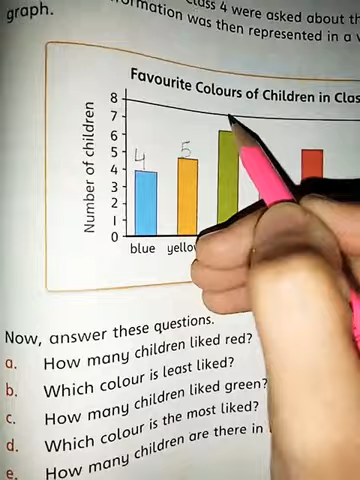 graph.
class 4 were asked about th
ormation was then represented in a v
Favourite Colours of Children in Clas
Number of children
8
7
6
5
4
3
2
1
0
4
5
blue yellow
Now, answer these questions.
a. How many children liked red?
b. Which colour is least liked?
c. How many children liked green?
d. Which colour is the most liked?
e. How many children are there in